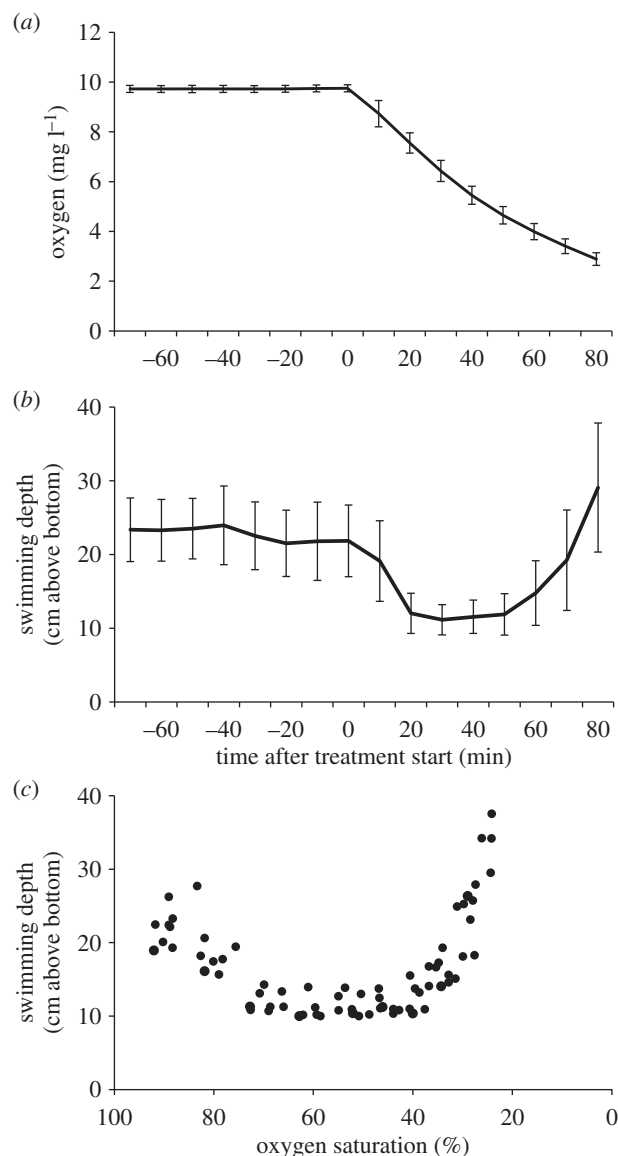 (a)
12
10
8
6
4
2
0
oxygen (mg l⁻¹)
–60 –40 –20 0 20 40 60 80
(b)
40
30
20
10
0
swimming depth
(cm above bottom)
–60 –40 –20 0 20 40 60 80
time after treatment start (min)
(c)
40
30
20
10
0
swimming depth
(cm above bottom)
100 80 60 40 20 0
oxygen saturation (%)